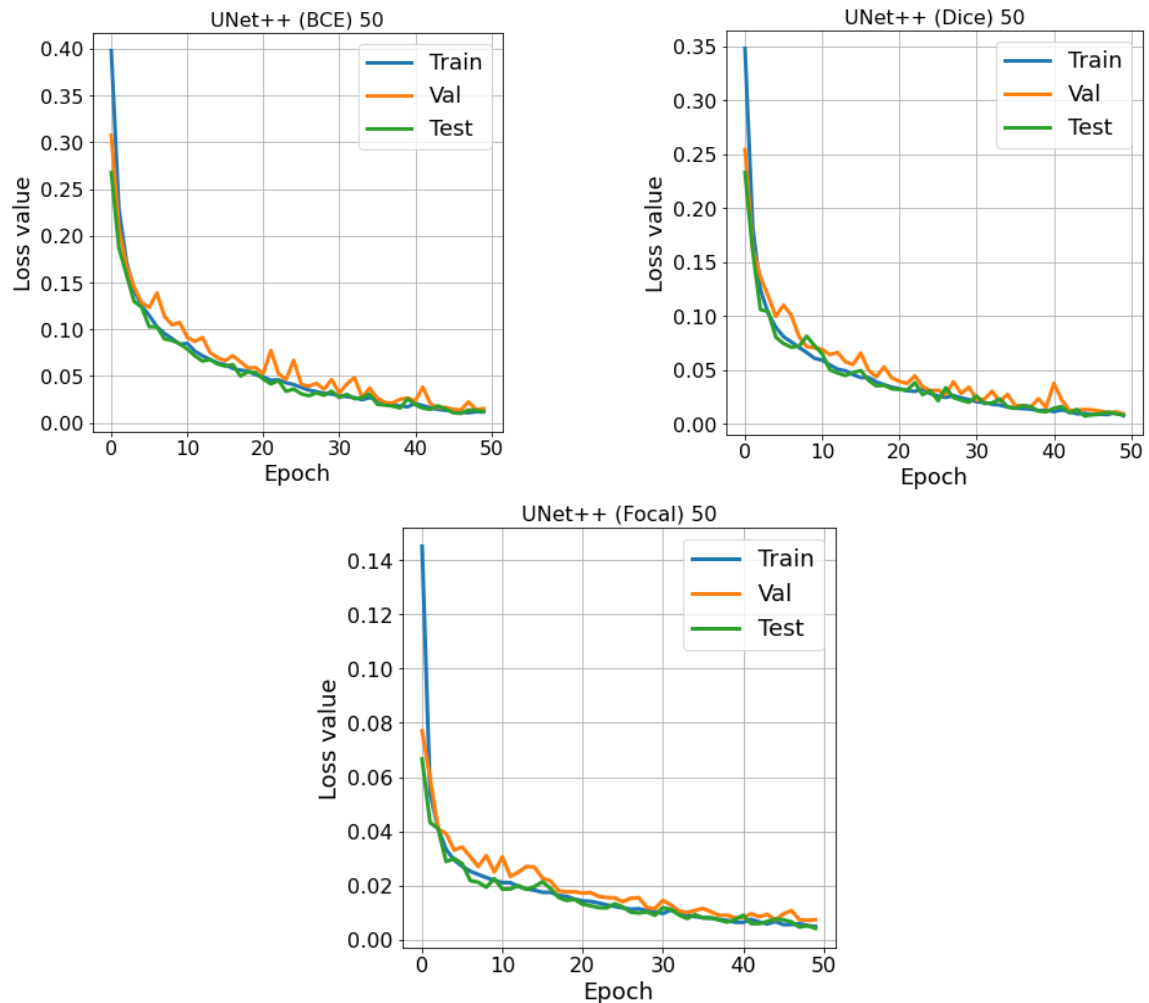 UNet++ (BCE) 50
Loss value
0.40
0.35
0.30
0.25
0.20
0.15
0.10
0.05
0.00
Train
Val
Test
0 10 20 30 40 50
Epoch
UNet++ (Dice) 50
Loss value
0.35
0.30
0.25
0.20
0.15
0.10
0.05
0.00
Train
Val
Test
0 10 20 30 40 50
Epoch
UNet++ (Focal) 50
Loss value
0.14
0.12
0.10
0.08
0.06
0.04
0.02
0.00
Train
Val
Test
0 10 20 30 40 50
Epoch